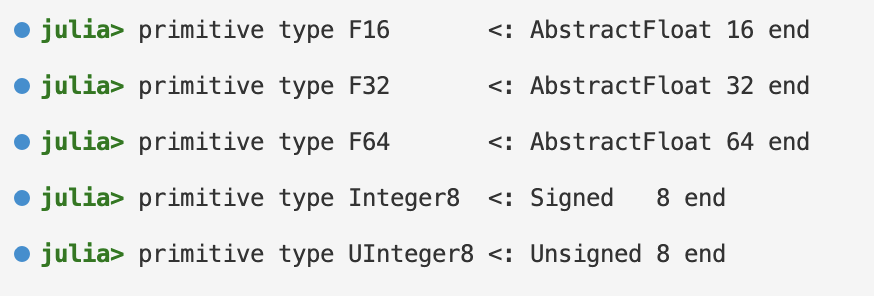 julia> primitive type F16       <: AbstractFloat 16 end
julia> primitive type F32       <: AbstractFloat 32 end
julia> primitive type F64       <: AbstractFloat 64 end
julia> primitive type Integer8  <: Signed   8 end
julia> primitive type UInteger8 <: Unsigned 8 end